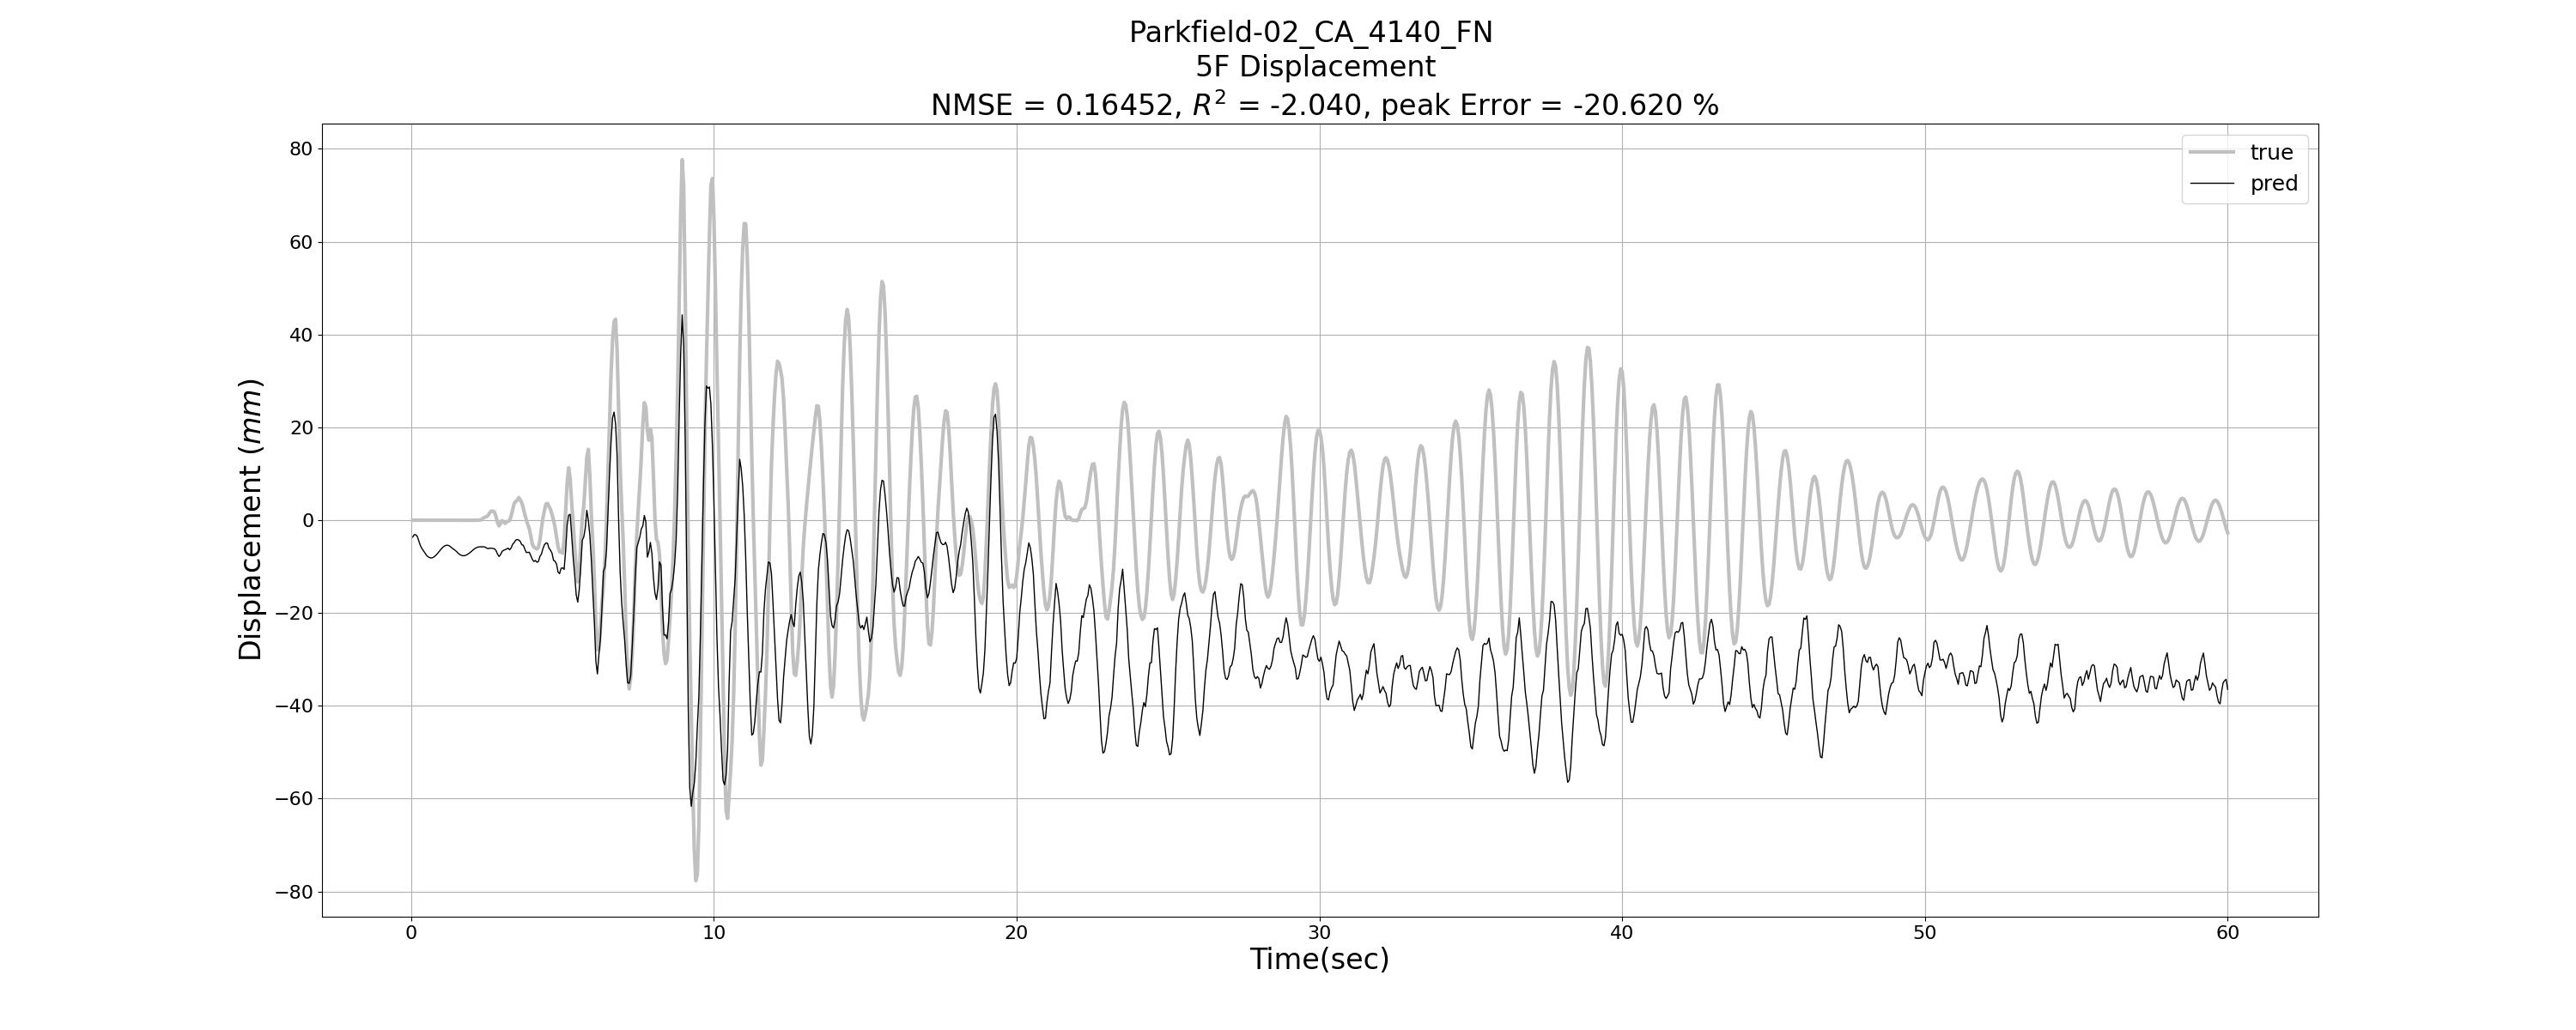 Parkfield-02_CA_4140_FN
5F Displacement
NMSE = 0.16452, R² = -2.040, peak Error = -20.620 %
true
pred
Displacement (mm)
80
60
40
20
0
−20
−40
−60
−80
0 10 20 30 40 50 60
Time(sec)